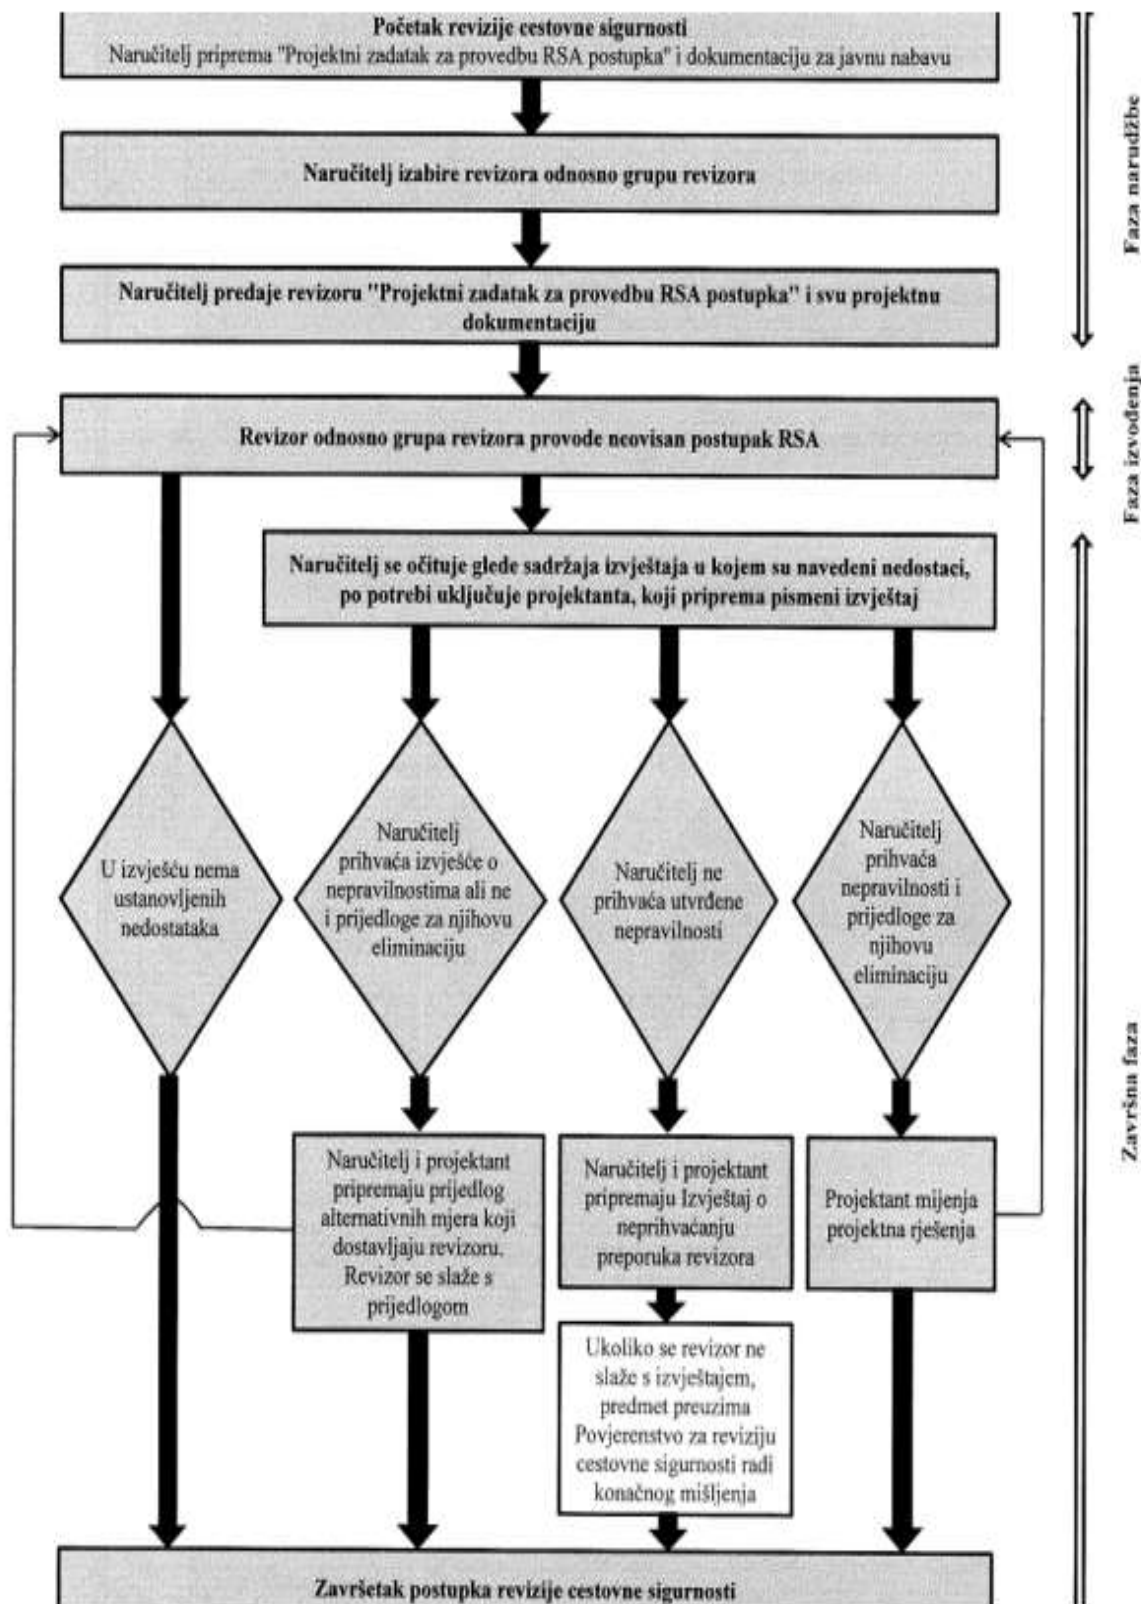 Početak revizije cestovne sigurnosti
Naručitelj priprema "Projektni zadatak za provedbu RSA postupka" i dokumentaciju za javnu nabavu
Naručitelj izabire revizora odnosno grupu revizora
Naručitelj predaje revizoru "Projektni zadatak za provedbu RSA postupka" i svu projektnu
dokumentaciju
Faza narudžbe
Revizor odnosno grupa revizora provode neovisan postupak RSA
Faza izvođenja
Naručitelj se očituje glede sadržaja izvještaja u kojem su navedeni nedostaci,
po potrebi uključuje projektanta, koji priprema pismeni izvještaj
U izvješću nema
ustanovljenih
nedostataka
Naručitelj
prihvaća izvješće o
nepravilnostima ali ne
i prijedloge za njihovu
eliminaciju
Naručitelj ne
prihvaća utvrđene
nepravilnosti
Naručitelj
prihvaća
nepravilnosti i
prijedloge za
njihovu
eliminaciju
Naručitelj i projektant
pripremaju prijedlog
alternativnih mjera koji
dostavljaju revizoru.
Revizor se slaže s
prijedlogom
Naručitelj i projektant
pripremaju Izvještaj o
neprihvaćanju
preporuka revizora
Projektant mijenja
projektna rješenja
Ukoliko se revizor ne
slaže s izvještajem,
predmet preuzima
Povjerenstvo za reviziju
cestovne sigurnosti radi
konačnog mišljenja
Završna faza
Završetak postupka revizije cestovne sigurnosti